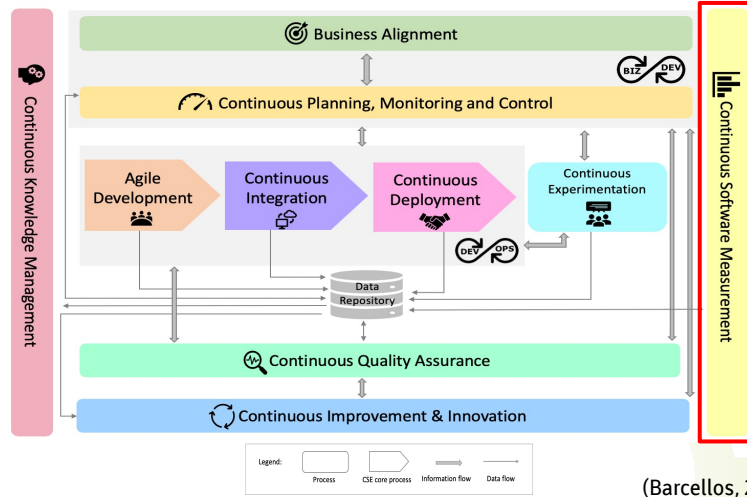 Business Alignment
BIZ DEV
Continuous Planning, Monitoring and Control
Continuous Knowledge Management
Agile
Development
Continuous
Integration
Continuous
Deployment
Continuous
Experimentation
DEV OPS
Data
Repository
Continuous Quality Assurance
Continuous Improvement & Innovation
Continuous Software Measurement
Legend:
Process
CSE core process
Information flow
Data flow
(Barcellos,